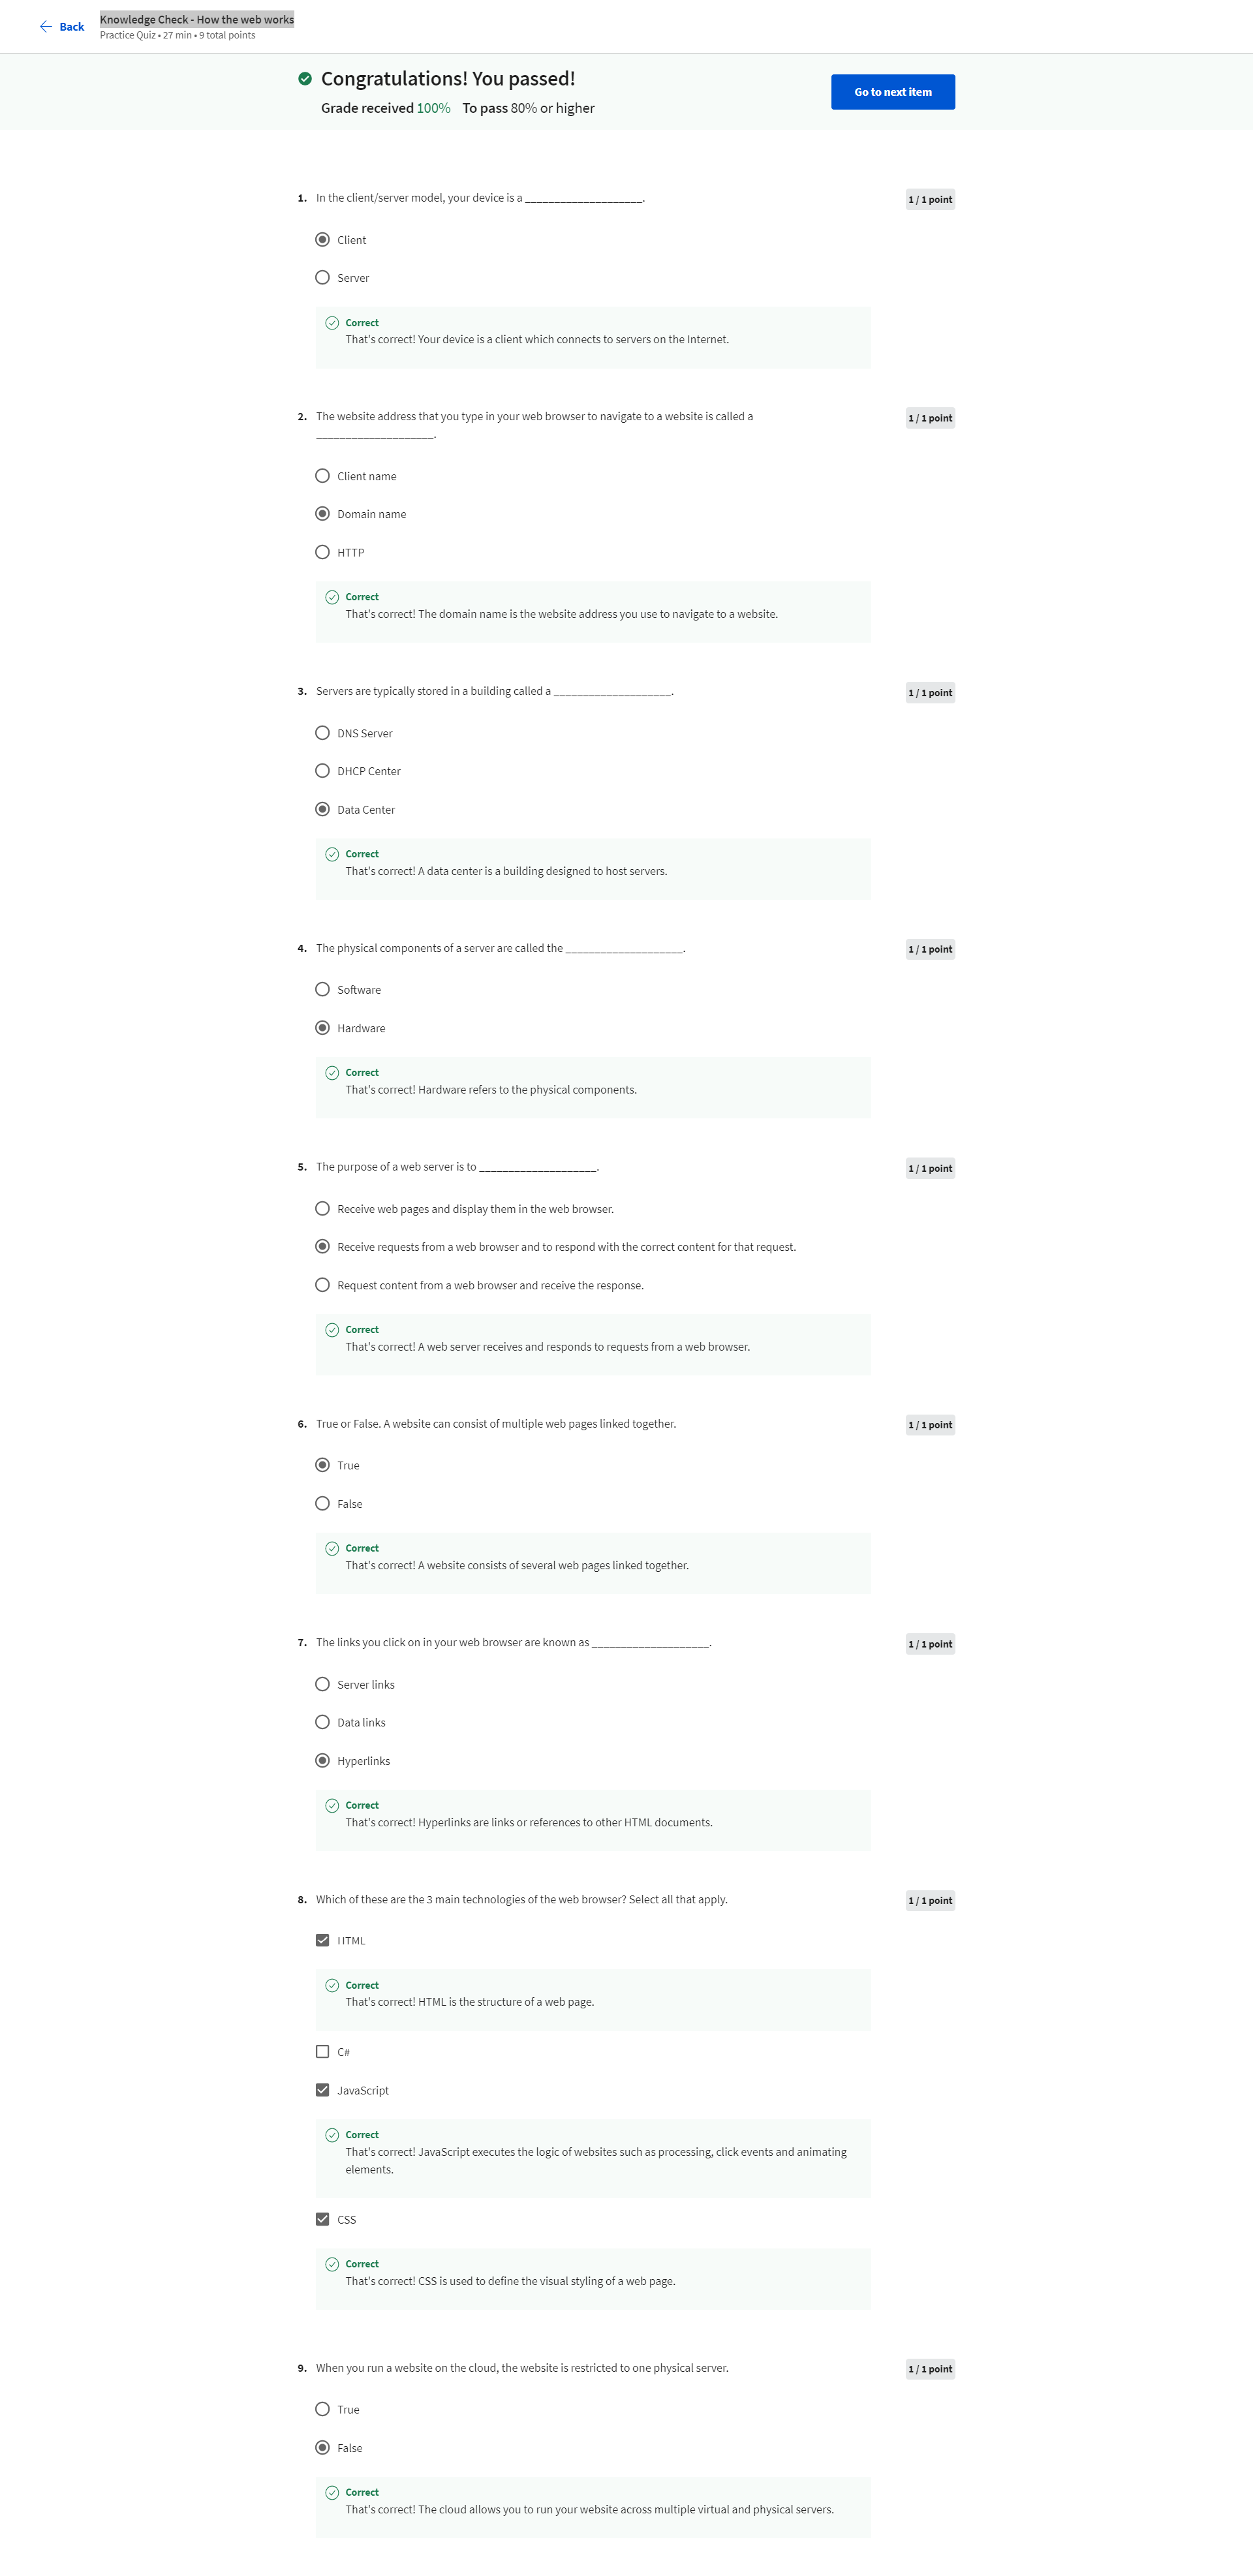 Back
Knowledge Check - How the web works
Practice Quiz • 27 min • 9 total points
Congratulations! You passed!
Grade received 100% To pass 80% or higher
Go to next item
1. In the client/server model, your device is a ____________________.
1 / 1 point
Client
Server
Correct
That's correct! Your device is a client which connects to servers on the Internet.
2. The website address that you type in your web browser to navigate to a website is called a
____________________.
1 / 1 point
Client name
Domain name
HTTP
Correct
That's correct! The domain name is the website address you use to navigate to a website.
3. Servers are typically stored in a building called a ____________________.
1 / 1 point
DNS Server
DHCP Center
Data Center
Correct
That's correct! A data center is a building designed to host servers.
4. The physical components of a server are called the ____________________.
1 / 1 point
Software
Hardware
Correct
That's correct! Hardware refers to the physical components.
5. The purpose of a web server is to ____________________.
1 / 1 point
Receive web pages and display them in the web browser.
Receive requests from a web browser and to respond with the correct content for that request.
Request content from a web browser and receive the response.
Correct
That's correct! A web server receives and responds to requests from a web browser.
6. True or False. A website can consist of multiple web pages linked together.
1 / 1 point
True
False
Correct
That's correct! A website consists of several web pages linked together.
7. The links you click on in your web browser are known as ____________________.
1 / 1 point
Server links
Data links
Hyperlinks
Correct
That's correct! Hyperlinks are links or references to other HTML documents.
8. Which of these are the 3 main technologies of the web browser? Select all that apply.
1 / 1 point
HTML
Correct
That's correct! HTML is the structure of a web page.
C#
JavaScript
Correct
That's correct! JavaScript executes the logic of websites such as processing, click events and animating
elements.
CSS
Correct
That's correct! CSS is used to define the visual styling of a web page.
9. When you run a website on the cloud, the website is restricted to one physical server.
1 / 1 point
True
False
Correct
That's correct! The cloud allows you to run your website across multiple virtual and physical servers.